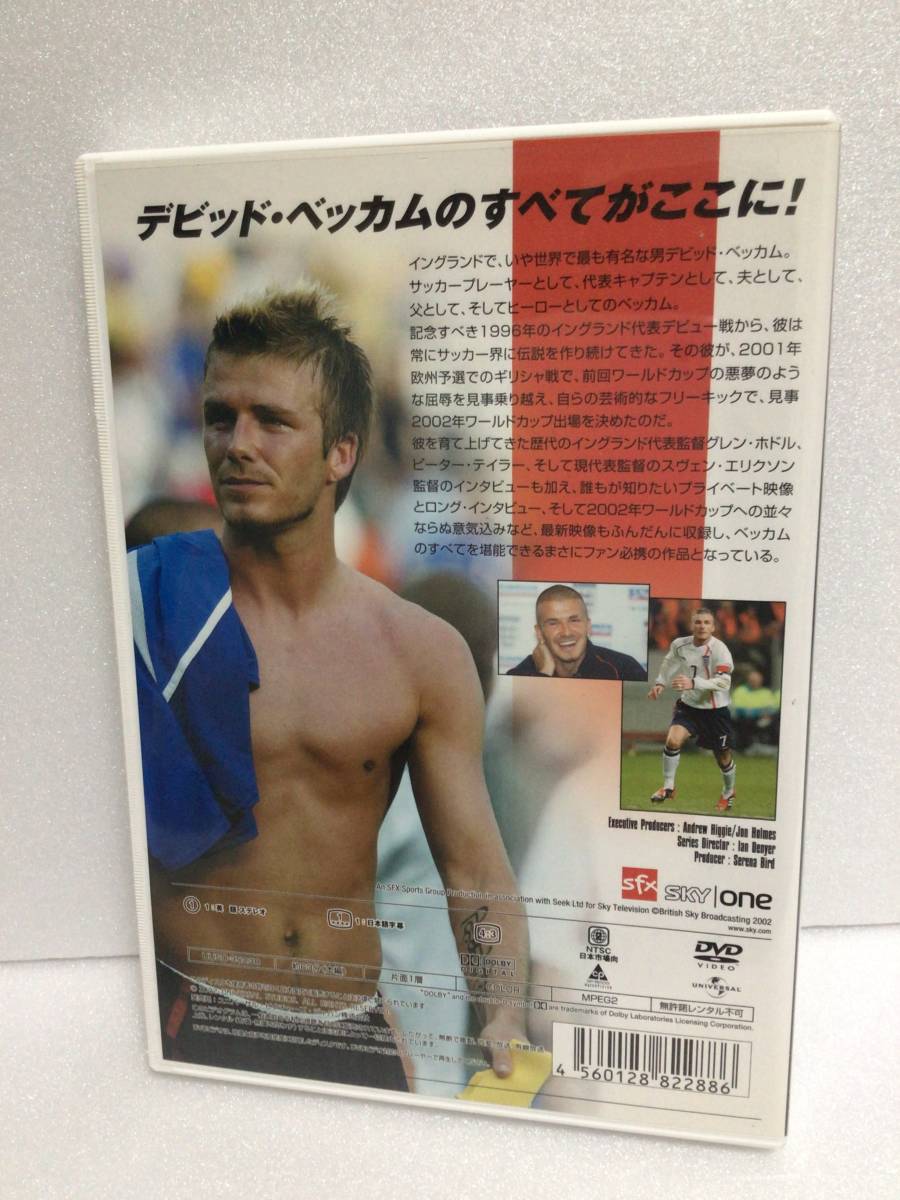 デビッド・ベッカムのすべてがここに!
イングランドで、いや世界で最も有名な男デビッド・ベッカム。
サッカープレーヤーとして、代表キャプテンとして、夫として、
父として、そしてヒーローとしてのベッカム。
記念すべき1996年のイングランド代表デビュー戦から、彼は
常にサッカー界に伝説を作り続けてきた。その彼が、2001年
欧州予選でのギリシャ戦で、前回ワールドカップの悪夢のよう
な屈辱を見事乗り越え、自らの芸術的なフリーキックで、見事
2002年ワールドカップ出場を決めたのだ。
彼を育て上げてきた歴代のイングランド代表監督グレン・ホドル、
ピーター・テイラー、そして現代表監督のスヴェン・エリクソン
監督のインタビューも加え、誰もが知りたいプライベート映像
とロング・インタビュー、そして2002年ワールドカップへの並々
ならぬ意気込みなど、最新映像もふんだんに収録し、ベッカム
のすべてを堪能できるまさにファン必携の作品となっている。
7
7
Executive Producers : Andrew Higgie/Jon Holmes
Series Director : Ian Denyer
Producer : Serena Bird
sfx
SKY one
An SFX Sports Group Production in association with Seek Ltd for Sky Television ©British Sky Broadcasting 2002
www.sky.com
1:英語 ステレオ
1:日本語字幕
4:3
DOLBY
DIGITAL
NTSC
日本市場向
DVD
VIDEO
UNIVERSAL
片面1層
COLOR
MPEG2
無許諾レンタル不可
"DOLBY" and the double-D symbol are trademarks of Dolby Laboratories Licensing Corporation.
4 560128 822886